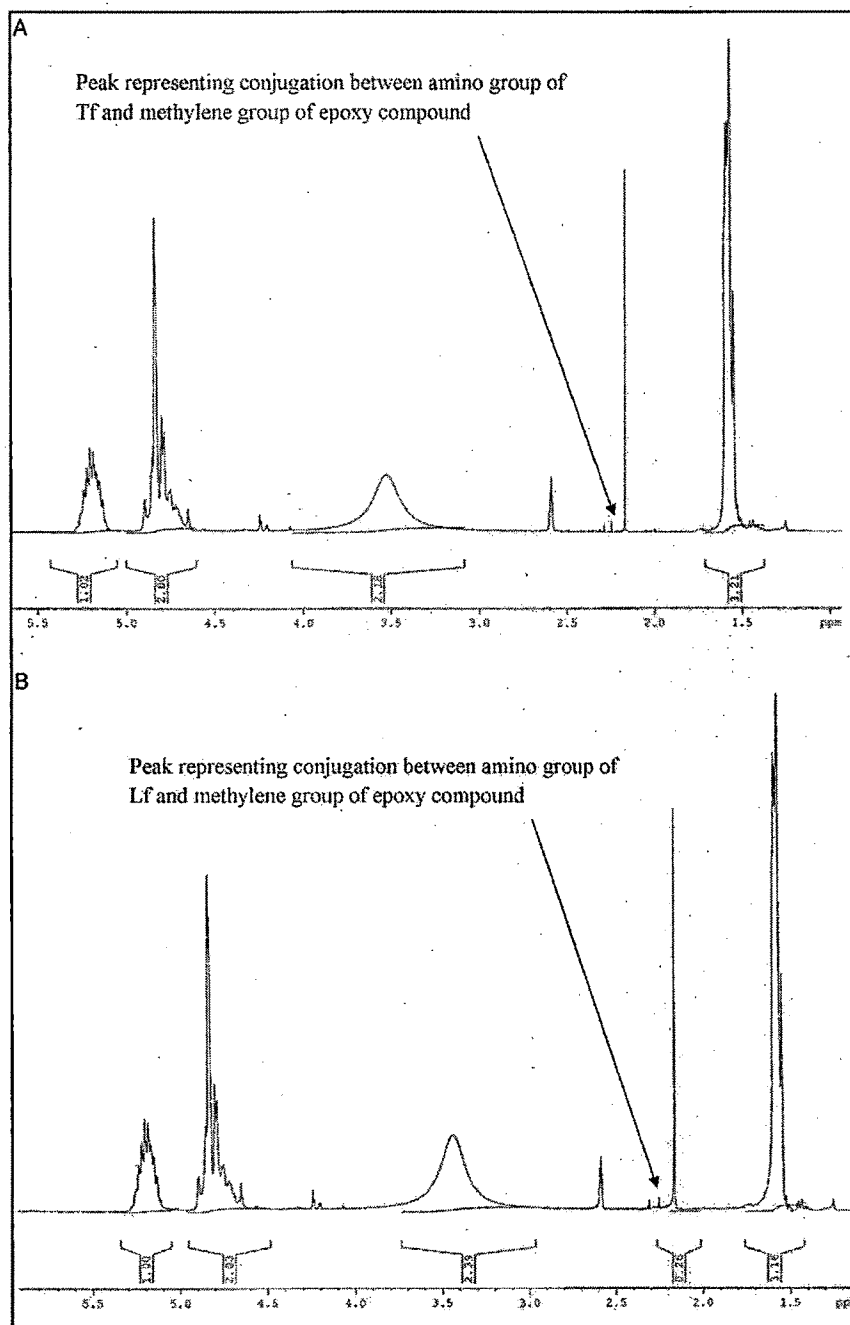 A
Peak representing conjugation between amino group of
Tf and methylene group of epoxy compound
1.02 2.00 3.21
5.5 5.0 4.5 4.0 3.5 3.0 2.5 2.0 1.5 ppm
B
Peak representing conjugation between amino group of
Lf and methylene group of epoxy compound
1.00 2.03 2.39 0.26 3.16
5.5 5.0 4.5 4.0 3.5 3.0 2.5 2.0 1.5 ppm